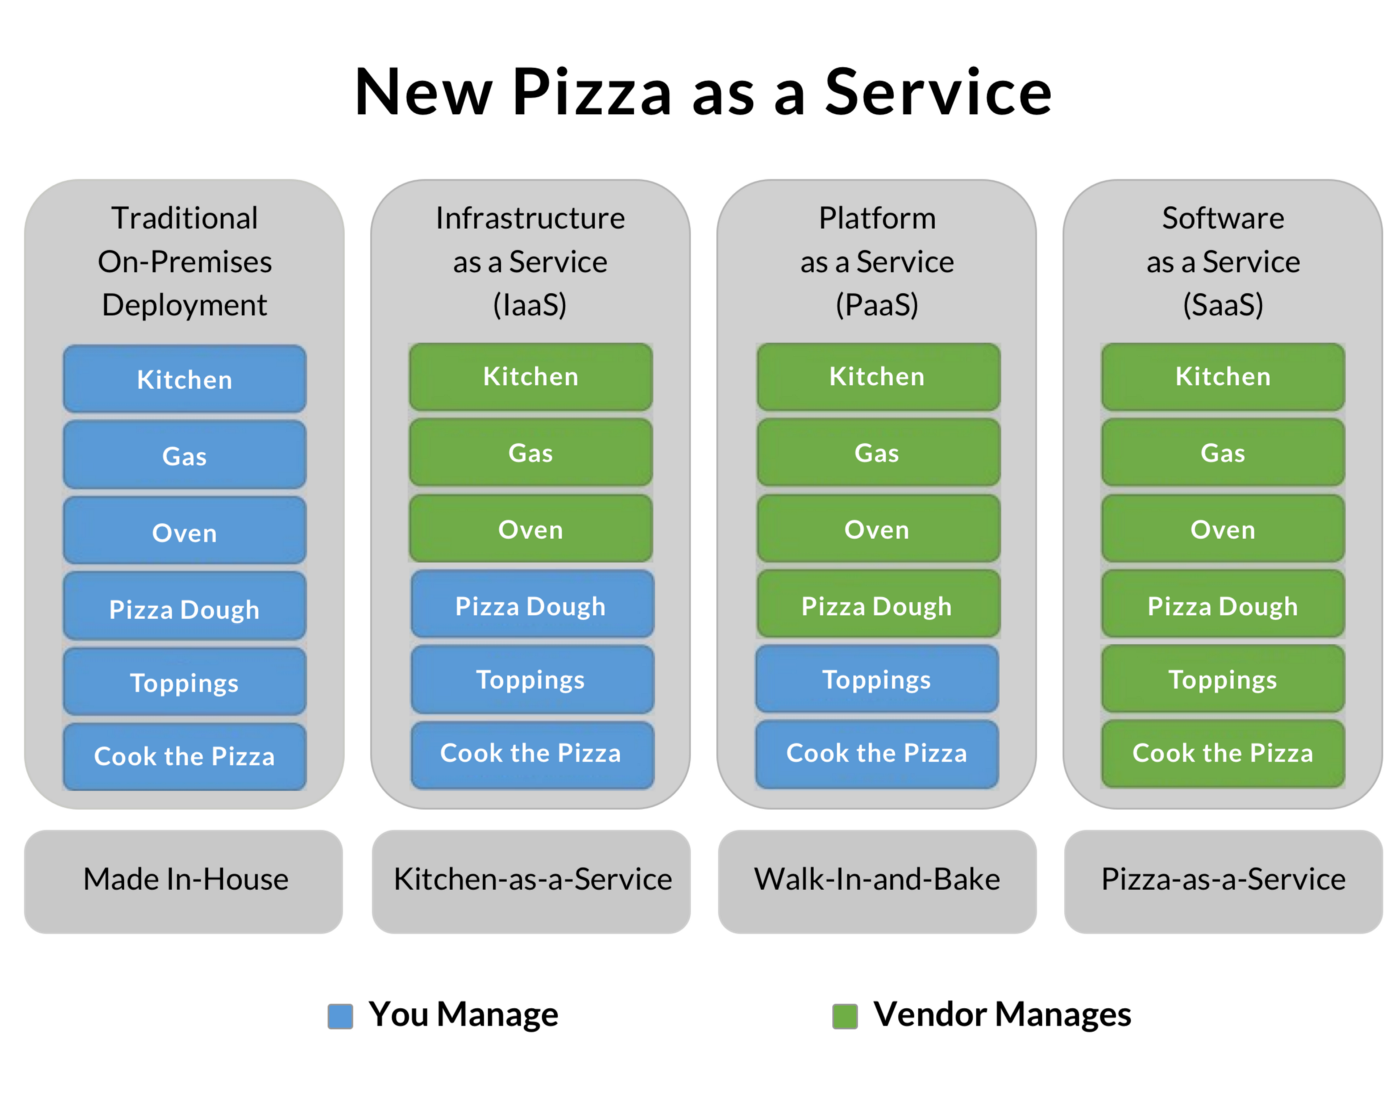 New Pizza as a Service
Traditional
On-Premises
Deployment
Kitchen
Gas
Oven
Pizza Dough
Toppings
Cook the Pizza
Made In-House
Infrastructure
as a Service
(IaaS)
Kitchen
Gas
Oven
Pizza Dough
Toppings
Cook the Pizza
Kitchen-as-a-Service
Platform
as a Service
(PaaS)
Kitchen
Gas
Oven
Pizza Dough
Toppings
Cook the Pizza
Walk-In-and-Bake
Software
as a Service
(SaaS)
Kitchen
Gas
Oven
Pizza Dough
Toppings
Cook the Pizza
Pizza-as-a-Service
You Manage
Vendor Manages